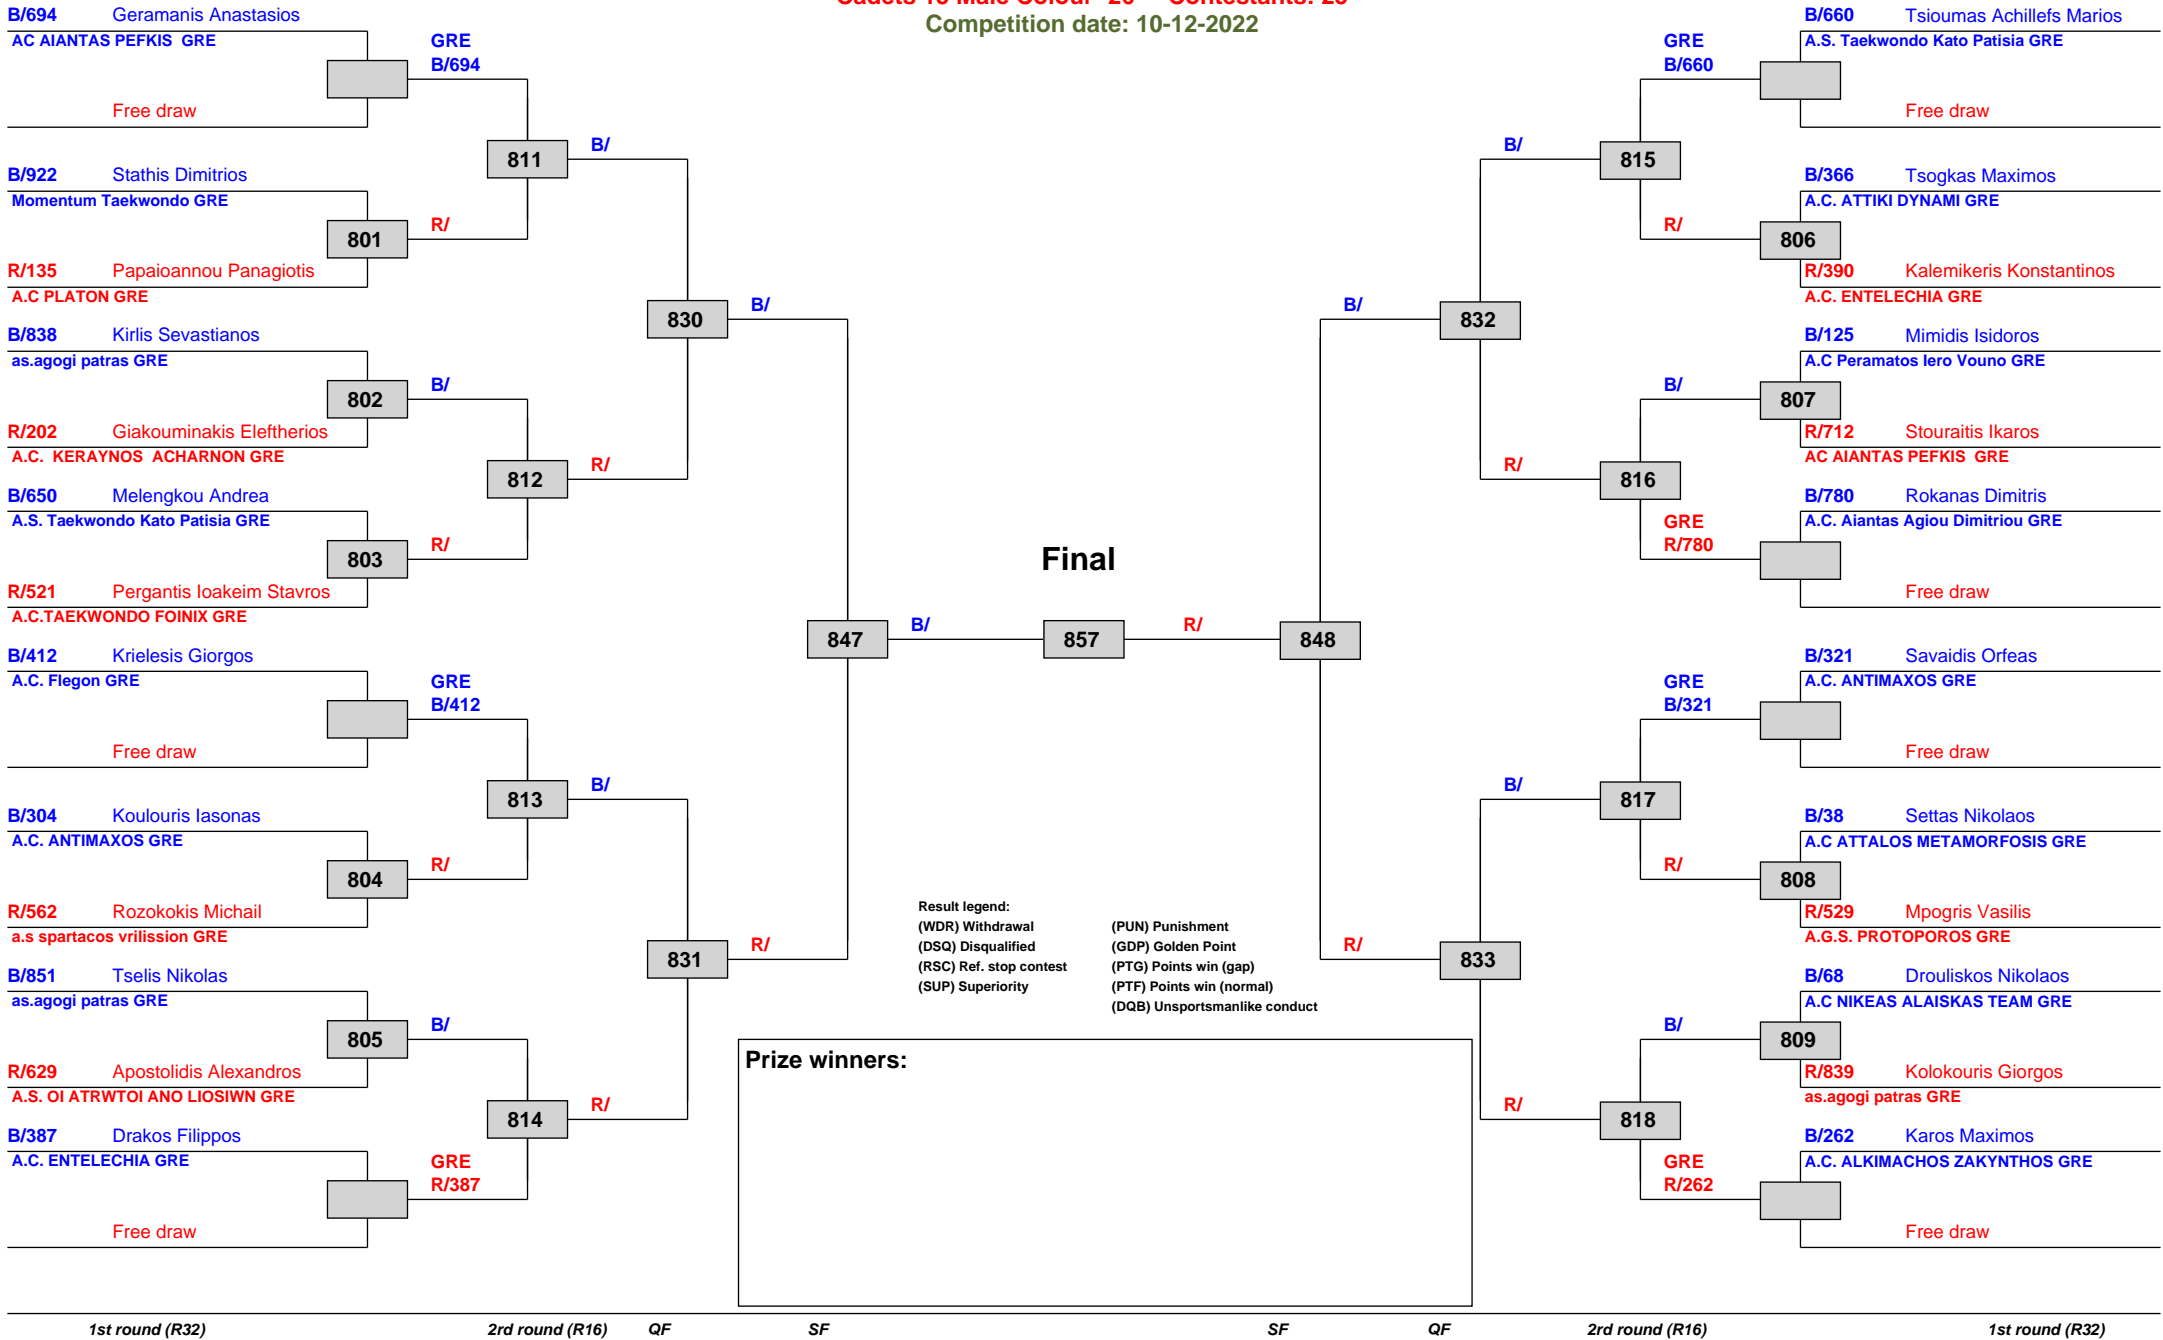 Competition date: 10-12-2022
B/694 Geramanis Anastasios
AC AIANTAS PEFKIS GRE
Free draw
GRE
B/694
B/922 Stathis Dimitrios
Momentum Taekwondo GRE
801
R/135 Papaioannou Panagiotis
A.C PLATON GRE
R/
811
B/
B/838 Kirlis Sevastianos
as.agogi patras GRE
802
R/202 Giakouminakis Eleftherios
A.C. KERAYNOS ACHARNON GRE
B/
B/650 Melengkou Andrea
A.S. Taekwondo Kato Patisia GRE
803
R/521 Pergantis Ioakeim Stavros
A.C.TAEKWONDO FOINIX GRE
R/
812
R/
830
B/
B/412 Krielesis Giorgos
A.C. Flegon GRE
Free draw
GRE
B/412
B/304 Koulouris Iasonas
A.C. ANTIMAXOS GRE
804
R/562 Rozokokis Michail
a.s spartacos vrilission GRE
R/
813
B/
B/851 Tselis Nikolas
as.agogi patras GRE
805
R/629 Apostolidis Alexandros
A.S. OI ATRWTOI ANO LIOSIWN GRE
B/
B/387 Drakos Filippos
A.C. ENTELECHIA GRE
Free draw
GRE
R/387
814
R/
831
R/
847
B/
Final
857
R/
848
B/660 Tsioumas Achillefs Marios
A.S. Taekwondo Kato Patisia GRE
Free draw
GRE
B/660
B/366 Tsogkas Maximos
A.C. ATTIKI DYNAMI GRE
806
R/390 Kalemikeris Konstantinos
A.C. ENTELECHIA GRE
R/
815
B/
B/125 Mimidis Isidoros
A.C Peramatos Iero Vouno GRE
807
R/712 Stouraitis Ikaros
AC AIANTAS PEFKIS GRE
B/
B/780 Rokanas Dimitris
A.C. Aiantas Agiou Dimitriou GRE
Free draw
GRE
R/780
816
R/
832
B/
B/321 Savaidis Orfeas
A.C. ANTIMAXOS GRE
Free draw
GRE
B/321
B/38 Settas Nikolaos
A.C ATTALOS METAMORFOSIS GRE
808
R/529 Mpogris Vasilis
A.G.S. PROTOPOROS GRE
R/
817
B/
B/68 Drouliskos Nikolaos
A.C NIKEAS ALAISKAS TEAM GRE
809
R/839 Kolokouris Giorgos
as.agogi patras GRE
B/
B/262 Karos Maximos
A.C. ALKIMACHOS ZAKYNTHOS GRE
Free draw
GRE
R/262
818
R/
833
R/
Result legend:
(WDR) Withdrawal (PUN) Punishment
(DSQ) Disqualified (GDP) Golden Point
(RSC) Ref. stop contest (PTG) Points win (gap)
(SUP) Superiority (PTF) Points win (normal)
(DQB) Unsportsmanlike conduct
Prize winners:
1st round (R32) 2rd round (R16) QF SF SF QF 2rd round (R16) 1st round (R32)